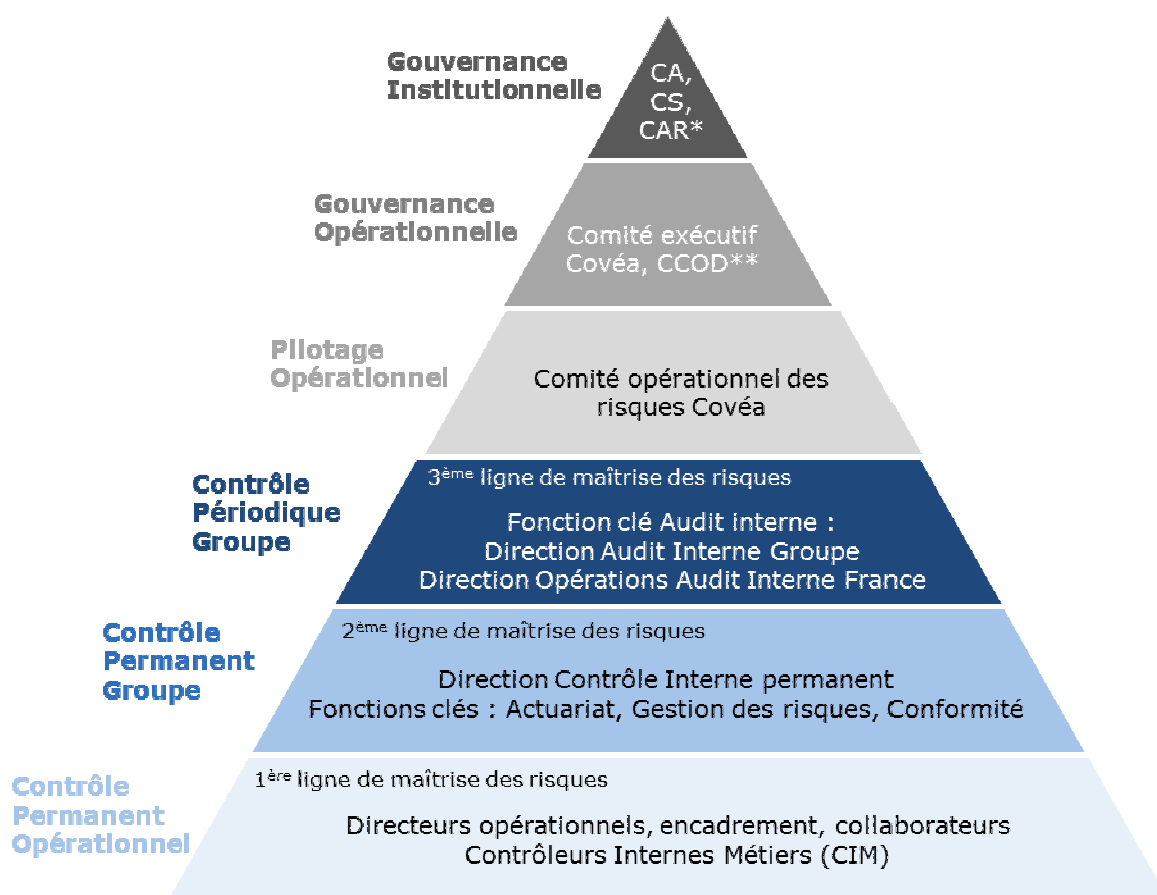 Gouvernance
Institutionnelle
CA,
CS,
CAR*
Gouvernance
Opérationnelle
Comité exécutif
Covéa, CCOD**
Pilotage
Opérationnel
Comité opérationnel des
risques Covéa
Contrôle
Périodique
Groupe
3ème ligne de maîtrise des risques
Fonction clé Audit interne :
Direction Audit Interne Groupe
Direction Opérations Audit Interne France
Contrôle
Permanent
Groupe
2ème ligne de maîtrise des risques
Direction Contrôle Interne permanent
Fonctions clés : Actuariat, Gestion des risques, Conformité
Contrôle
Permanent
Opérationnel
1ère ligne de maîtrise des risques
Directeurs opérationnels, encadrement, collaborateurs
Contrôleurs Internes Métiers (CIM)